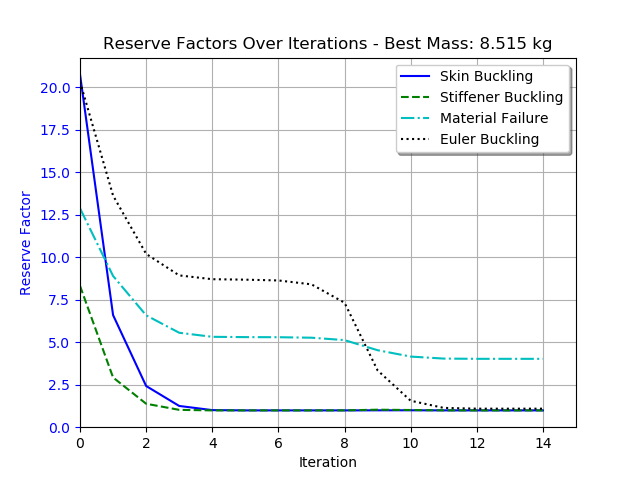 Reserve Factors Over Iterations - Best Mass: 8.515 kg
Skin Buckling
Stiffener Buckling
Material Failure
Euler Buckling
Reserve Factor
20.0
17.5
15.0
12.5
10.0
7.5
5.0
2.5
0.0
0 2 4 6 8 10 12 14
Iteration